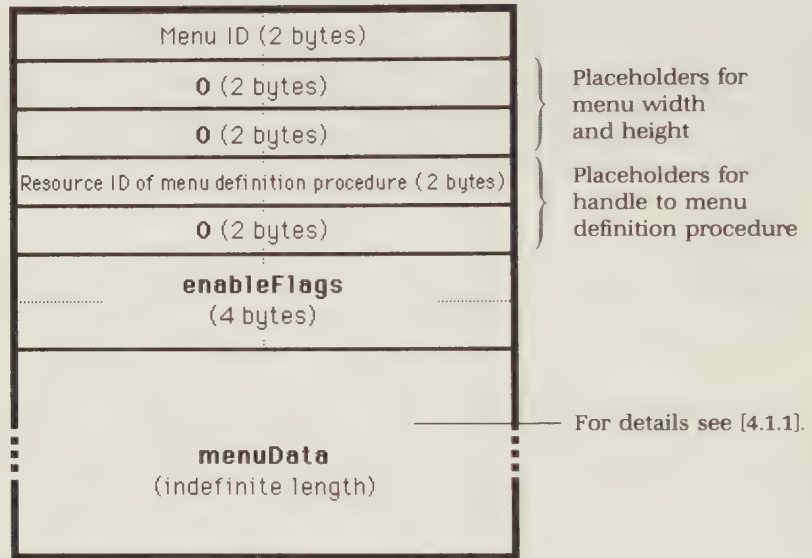 Menu ID (2 bytes)
0 (2 bytes)
Placeholders for
menu width
and height
0 (2 bytes)
Resource ID of menu definition procedure (2 bytes)
Placeholders for
handle to menu
definition procedure
0 (2 bytes)
enableFlags
(4 bytes)
For details see [4.1.1].
menuData
(indefinite length)